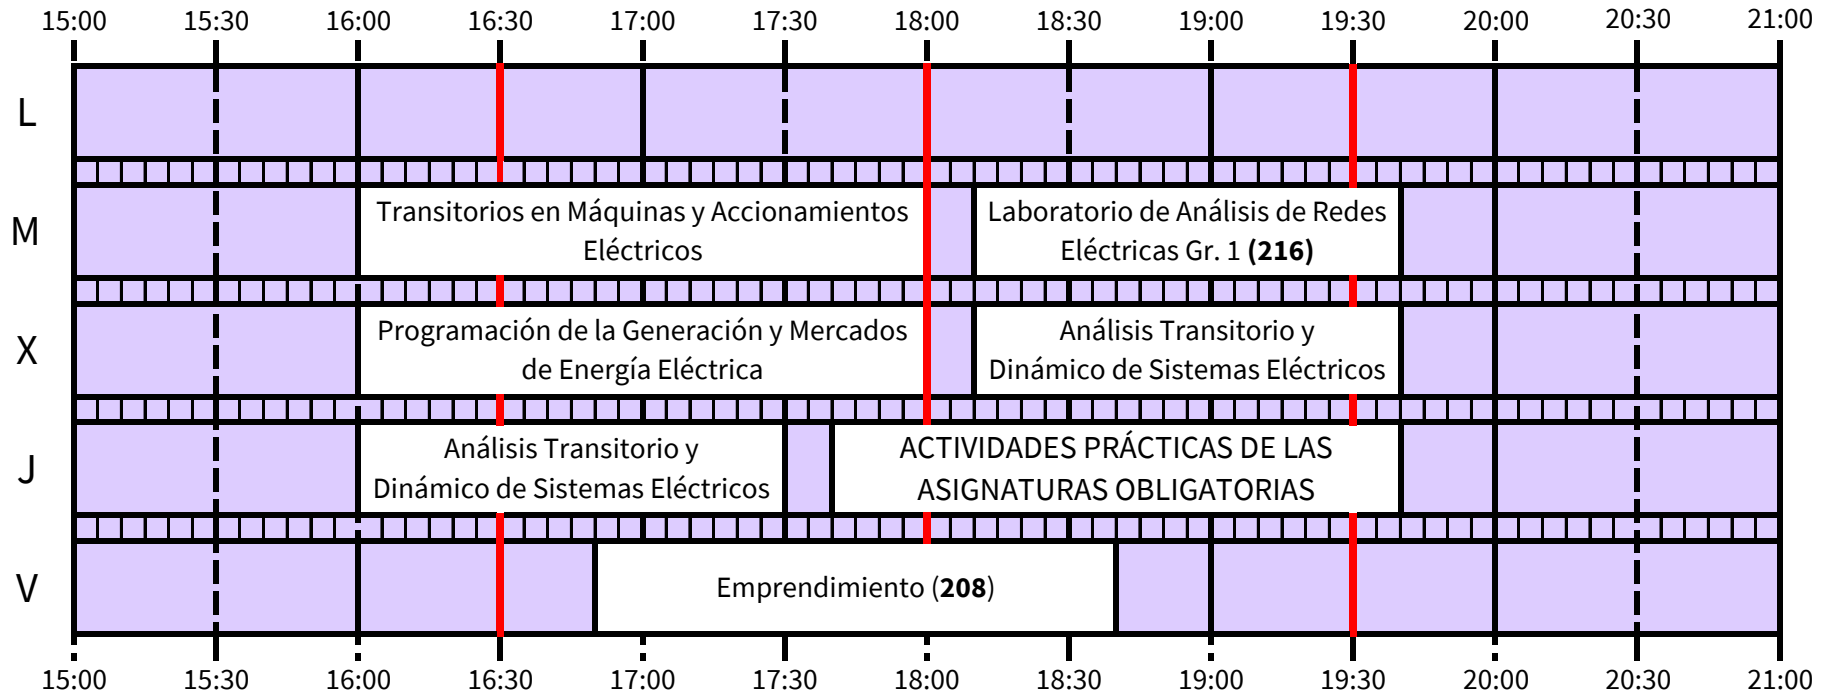 15:00 15:30 16:00 16:30 17:00 17:30 18:00 18:30 19:00 19:30 20:00 20:30 21:00
L
M
Transitorios en Máquinas y Accionamientos
Eléctricos
Laboratorio de Análisis de Redes
Eléctricas Gr. 1 (216)
X
Programación de la Generación y Mercados
de Energía Eléctrica
Análisis Transitorio y
Dinámico de Sistemas Eléctricos
J
Análisis Transitorio y
Dinámico de Sistemas Eléctricos
ACTIVIDADES PRÁCTICAS DE LAS
ASIGNATURAS OBLIGATORIAS
V
Emprendimiento (208)
15:00 15:30 16:00 16:30 17:00 17:30 18:00 18:30 19:00 19:30 20:00 20:30 21:00